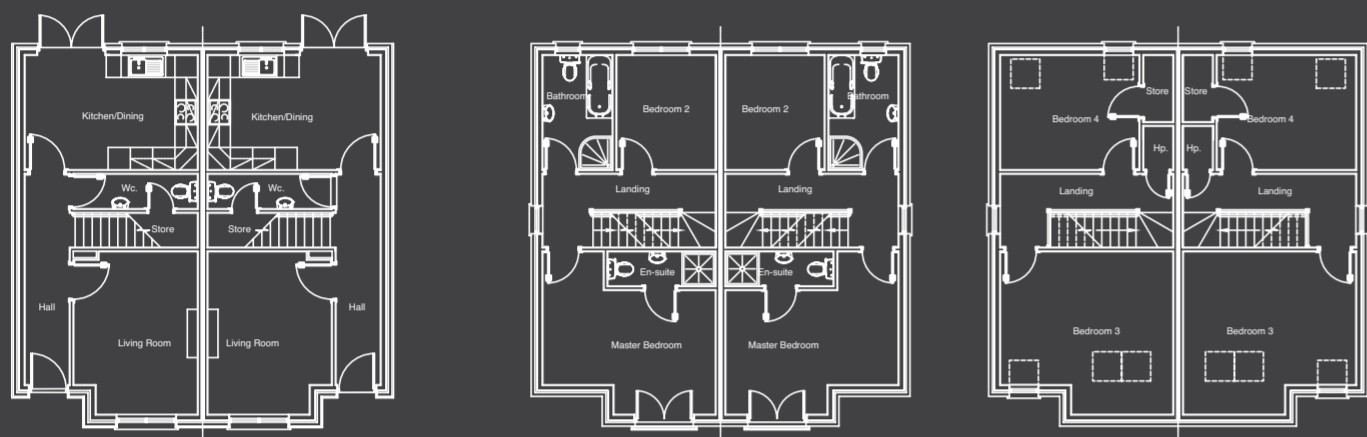 Kitchen/Dining
Kitchen/Dining
Wc.
Wc.
Store
Store
Hall
Hall
Living Room
Living Room
Bathroom
Bedroom 2
Bedroom 2
Bathroom
Landing
Landing
En-suite
En-suite
Master Bedroom
Master Bedroom
Store
Store
Bedroom 4
Bedroom 4
Hp.
Hp.
Landing
Landing
Bedroom 3
Bedroom 3